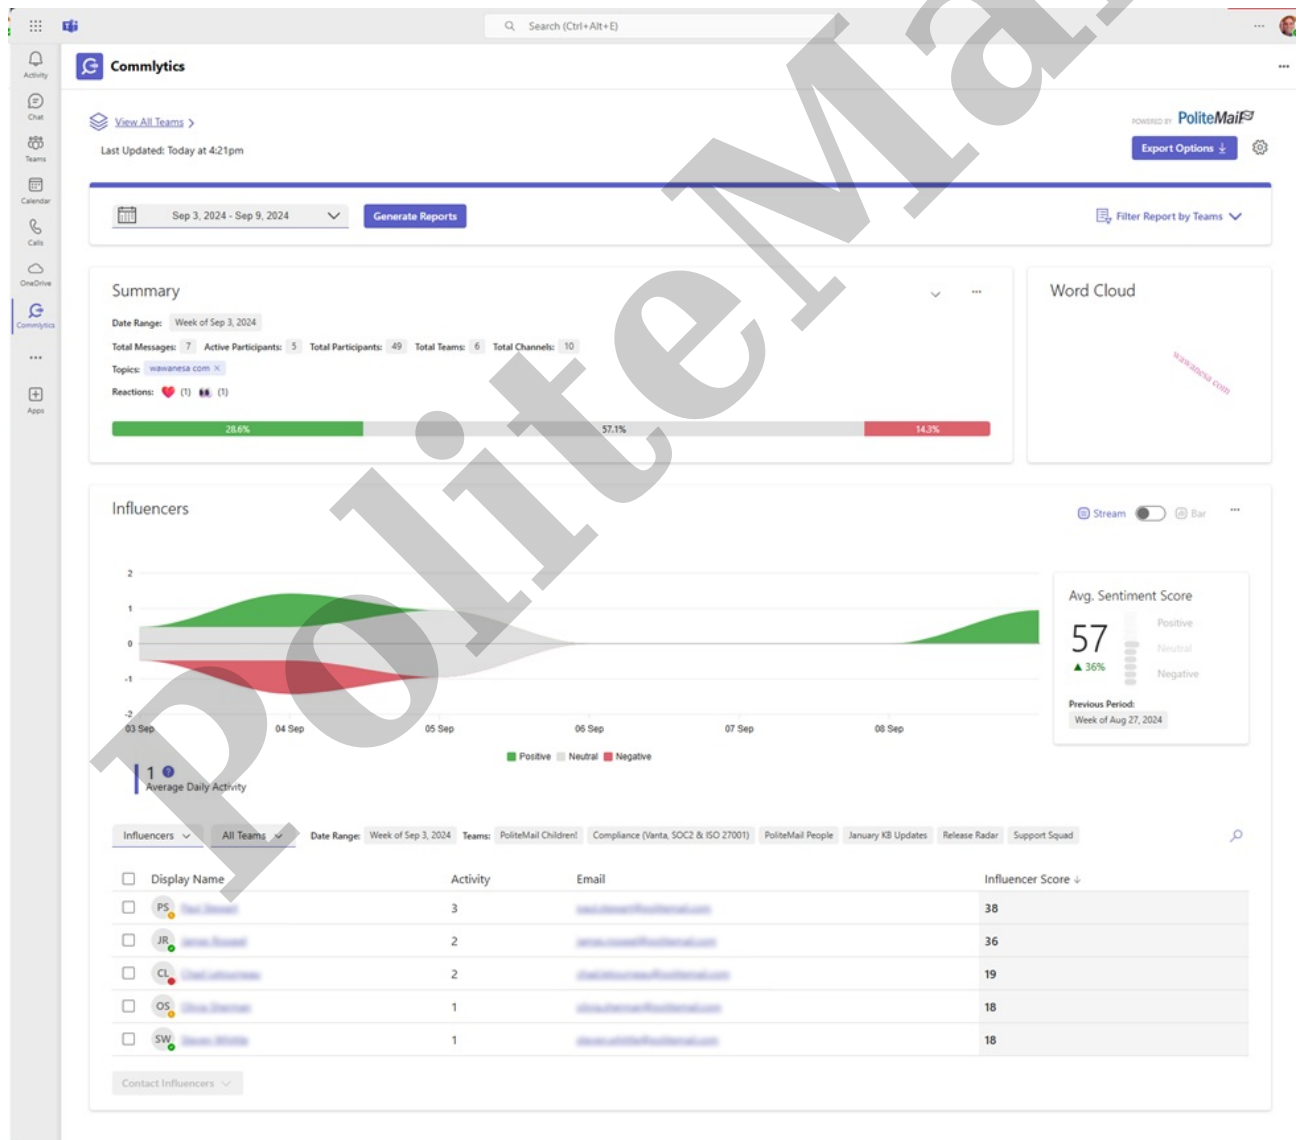 Search (Ctrl+Alt+E)
Activity
Chat
Teams
Calendar
Calls
OneDrive
Commlytics
Apps
Commlytics
View All Teams >
Last Updated: Today at 4:21pm
POWERED BY PoliteMail
Export Options
Sep 3, 2024 - Sep 9, 2024
Generate Reports
Filter Report by Teams
Summary
Date Range: Week of Sep 3, 2024
Total Messages: 7 Active Participants: 5 Total Participants: 49 Total Teams: 6 Total Channels: 10
Topics: wawanesa com ×
Reactions: (1) (1)
28.6% 57.1% 14.3%
Word Cloud
wawanesa com
Influencers
Stream Bar
2
1
0
-1
-2
03 Sep 04 Sep 05 Sep 06 Sep 07 Sep 08 Sep
Positive Neutral Negative
Avg. Sentiment Score
57
▲ 36%
Positive
Neutral
Negative
Previous Period:
Week of Aug 27, 2024
1 ?
Average Daily Activity
Influencers All Teams Date Range: Week of Sep 3, 2024 Teams: PoliteMail Children! Compliance (Vanta, SOC2 & ISO 27001) PoliteMail People January KB Updates Release Radar Support Squad
Display Name Activity Email Influencer Score ↓
PS 3 38
JR 2 36
CL 2 19
OS 1 18
SW 1 18
Contact Influencers
PoliteMail